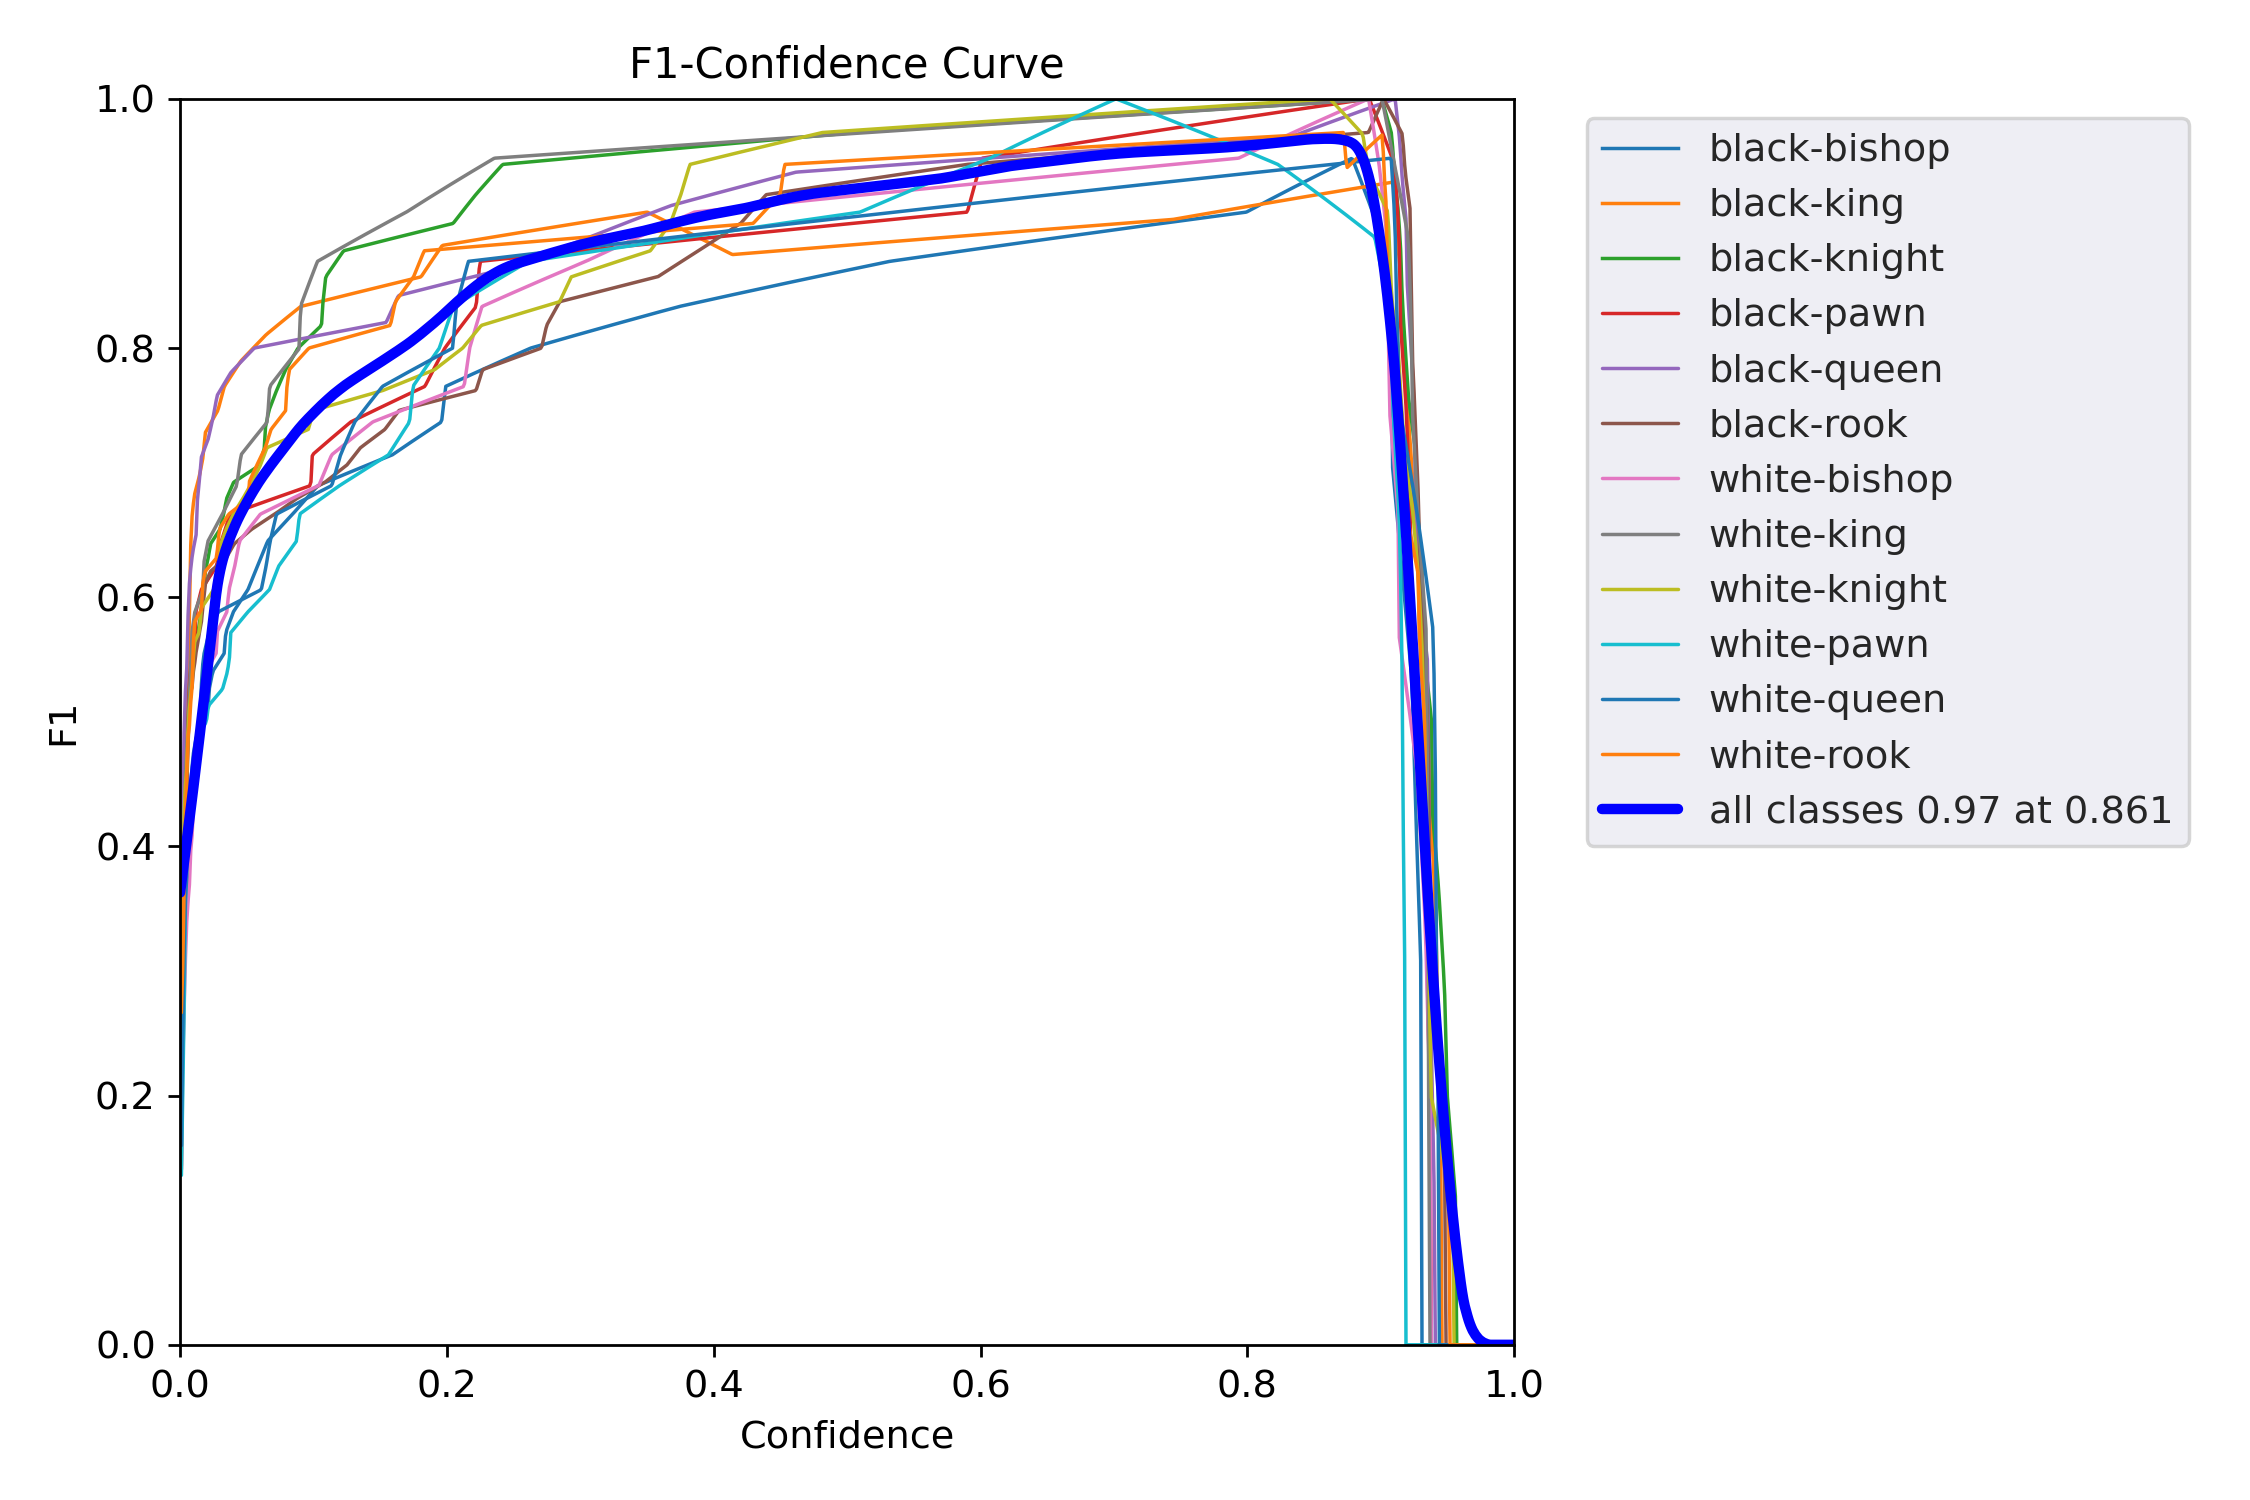 F1-Confidence Curve
1.0
0.8
0.6
0.4
0.2
0.0
F1
0.0 0.2 0.4 0.6 0.8 1.0
Confidence
black-bishop
black-king
black-knight
black-pawn
black-queen
black-rook
white-bishop
white-king
white-knight
white-pawn
white-queen
white-rook
all classes 0.97 at 0.861